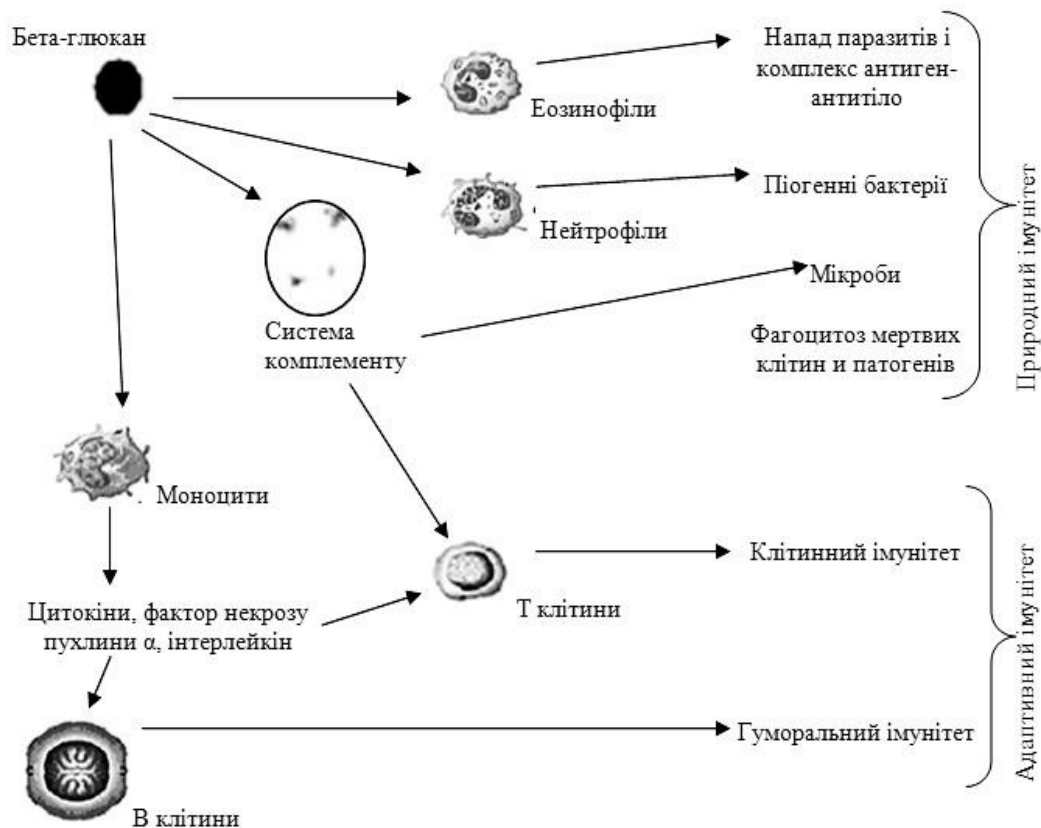 Бета-глюкан
Еозинофіли
Напад паразитів і
комплекс антиген-
антитіло
Нейтрофіли
Піогенні бактерії
Система
комплементу
Мікроби
Фагоцитоз мертвих
клітин и патогенів
Природний імунітет
Моноцити
Цитокіни, фактор некрозу
пухлини α, інтерлейкін
Т клітини
Клітинний імунітет
В клітини
Гуморальний імунітет
Адаптивний імунітет